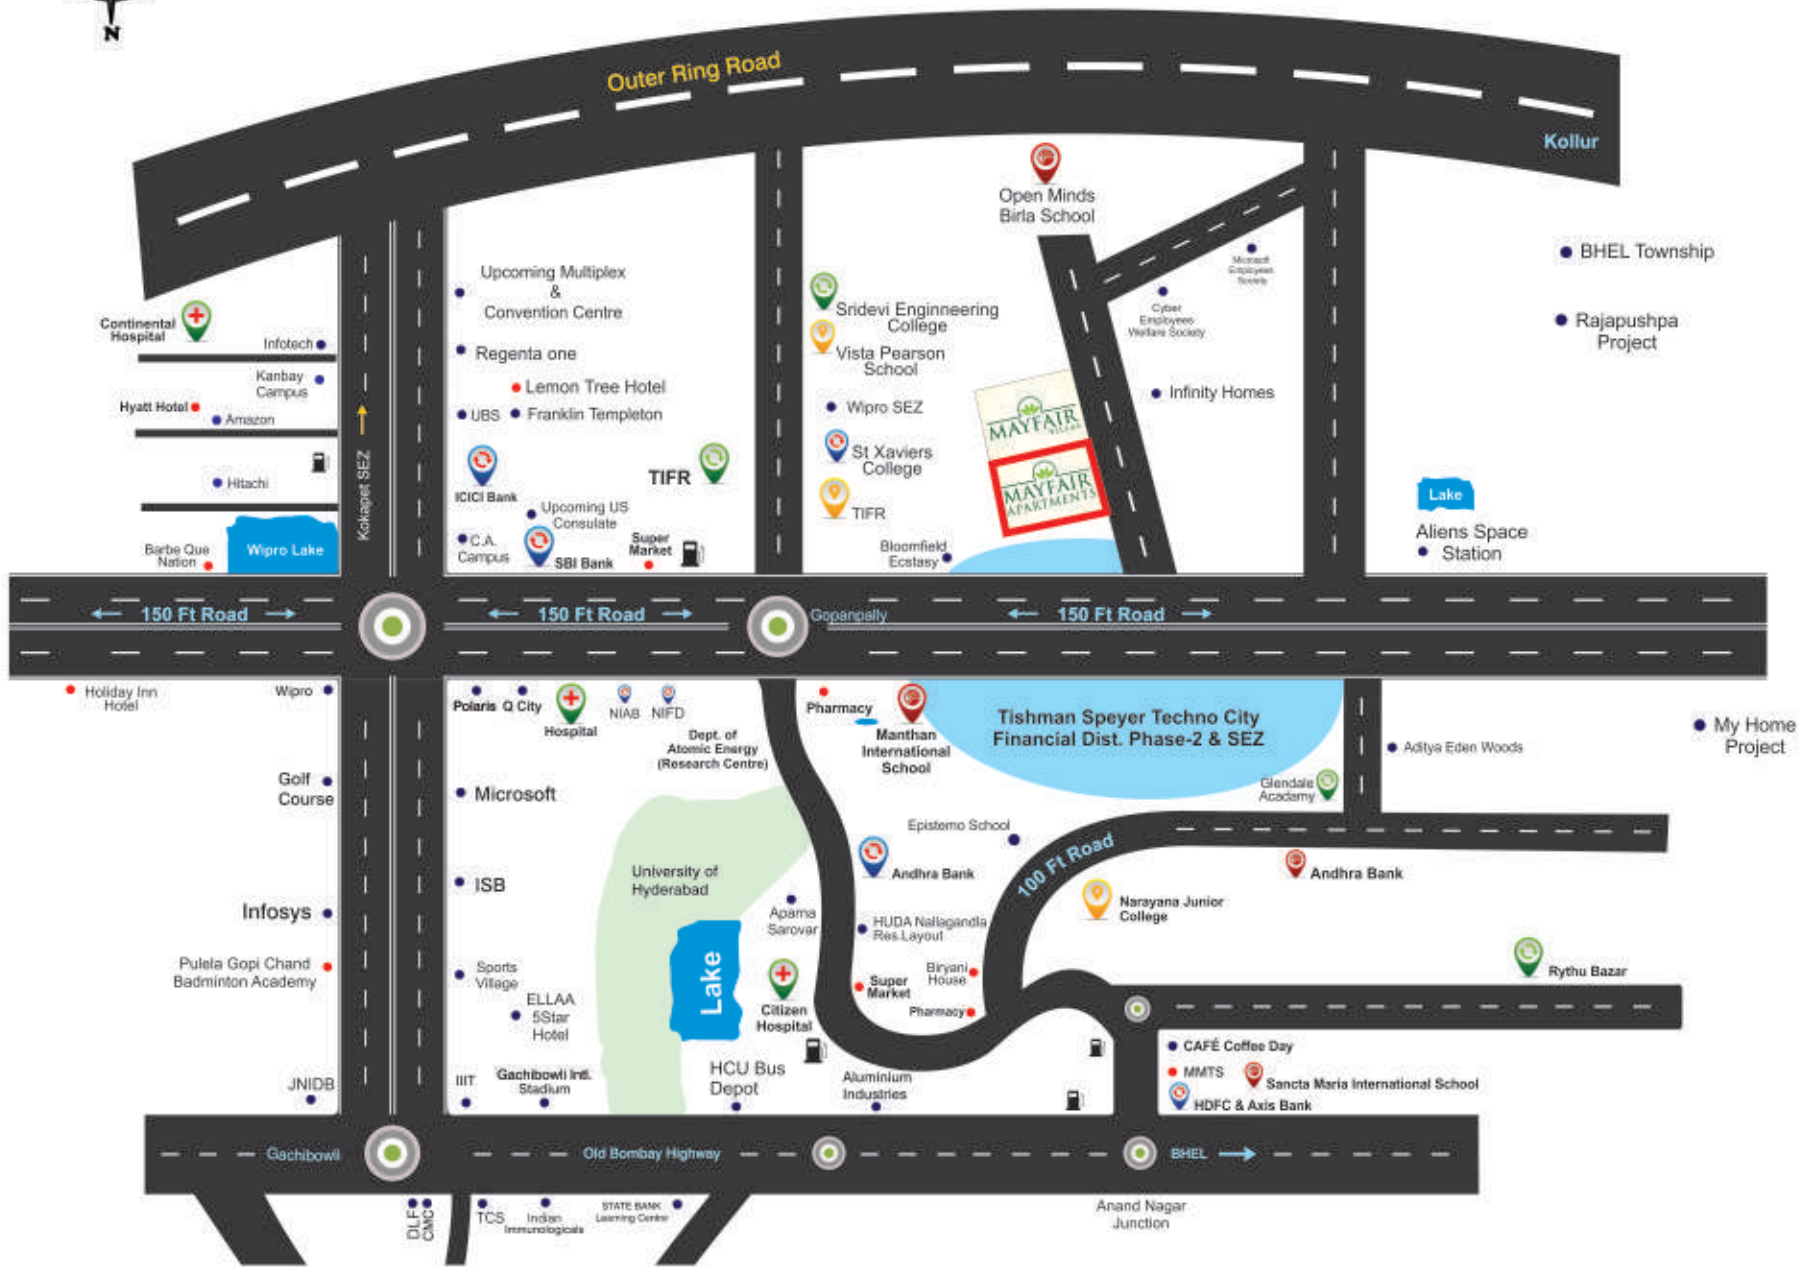 N
Outer Ring Road
Kollur
Open Minds
Birla School
BHEL Township
Rajapushpa
Project
Microsoft
Employees
Society
Cyber
Employees
Welfare Society
Infinity Homes
Upcoming Multiplex
&
Convention Centre
Regenta one
Lemon Tree Hotel
UBS
Franklin Templeton
ICICI Bank
TIFR
Upcoming US
Consulate
C.A.
Campus
SBI Bank
Super
Market
Sridevi Enginneering
College
Vista Pearson
School
Wipro SEZ
St Xaviers
College
TIFR
Bloomfield
Ecstasy
MAYFAIR
VILLAS
MAYFAIR
APARTMENTS
Continental
Hospital
Infotech
Kanbay
Campus
Hyatt Hotel
Amazon
Hitachi
Kokapet SEZ
Barbe Que
Nation
Wipro Lake
Lake
Aliens Space
Station
150 Ft Road
150 Ft Road
Gopanpally
150 Ft Road
Holiday Inn
Hotel
Wipro
Polaris
Q City
Hospital
NIAB
NIFD
Dept. of
Atomic Energy
(Research Centre)
Pharmacy
Manthan
International
School
Tishman Speyer Techno City
Financial Dist. Phase-2 & SEZ
Aditya Eden Woods
My Home
Project
Glendale
Acadamy
Golf
Course
Microsoft
Epistemo School
100 Ft Road
Andhra Bank
Andhra Bank
University of
Hyderabad
ISB
Infosys
Aparna
Sarovar
HUDA Nallagandla
Res.Layout
Narayana Junior
College
Pulela Gopi Chand
Badminton Academy
Sports
Village
ELLAA
5Star
Hotel
Lake
Citizen
Hospital
Super
Market
Biryani
House
Pharmacy
Rythu Bazar
JNIDB
IIIT
Gachibowli Intl.
Stadium
HCU Bus
Depot
Aluminium
Industries
CAFÉ Coffee Day
MMTS
Sancta Maria International School
HDFC & Axis Bank
Gachibowli
Old Bombay Highway
BHEL
DLF
CMC
TCS
Indian
Immunologicals
STATE BANK
Learning Centre
Anand Nagar
Junction